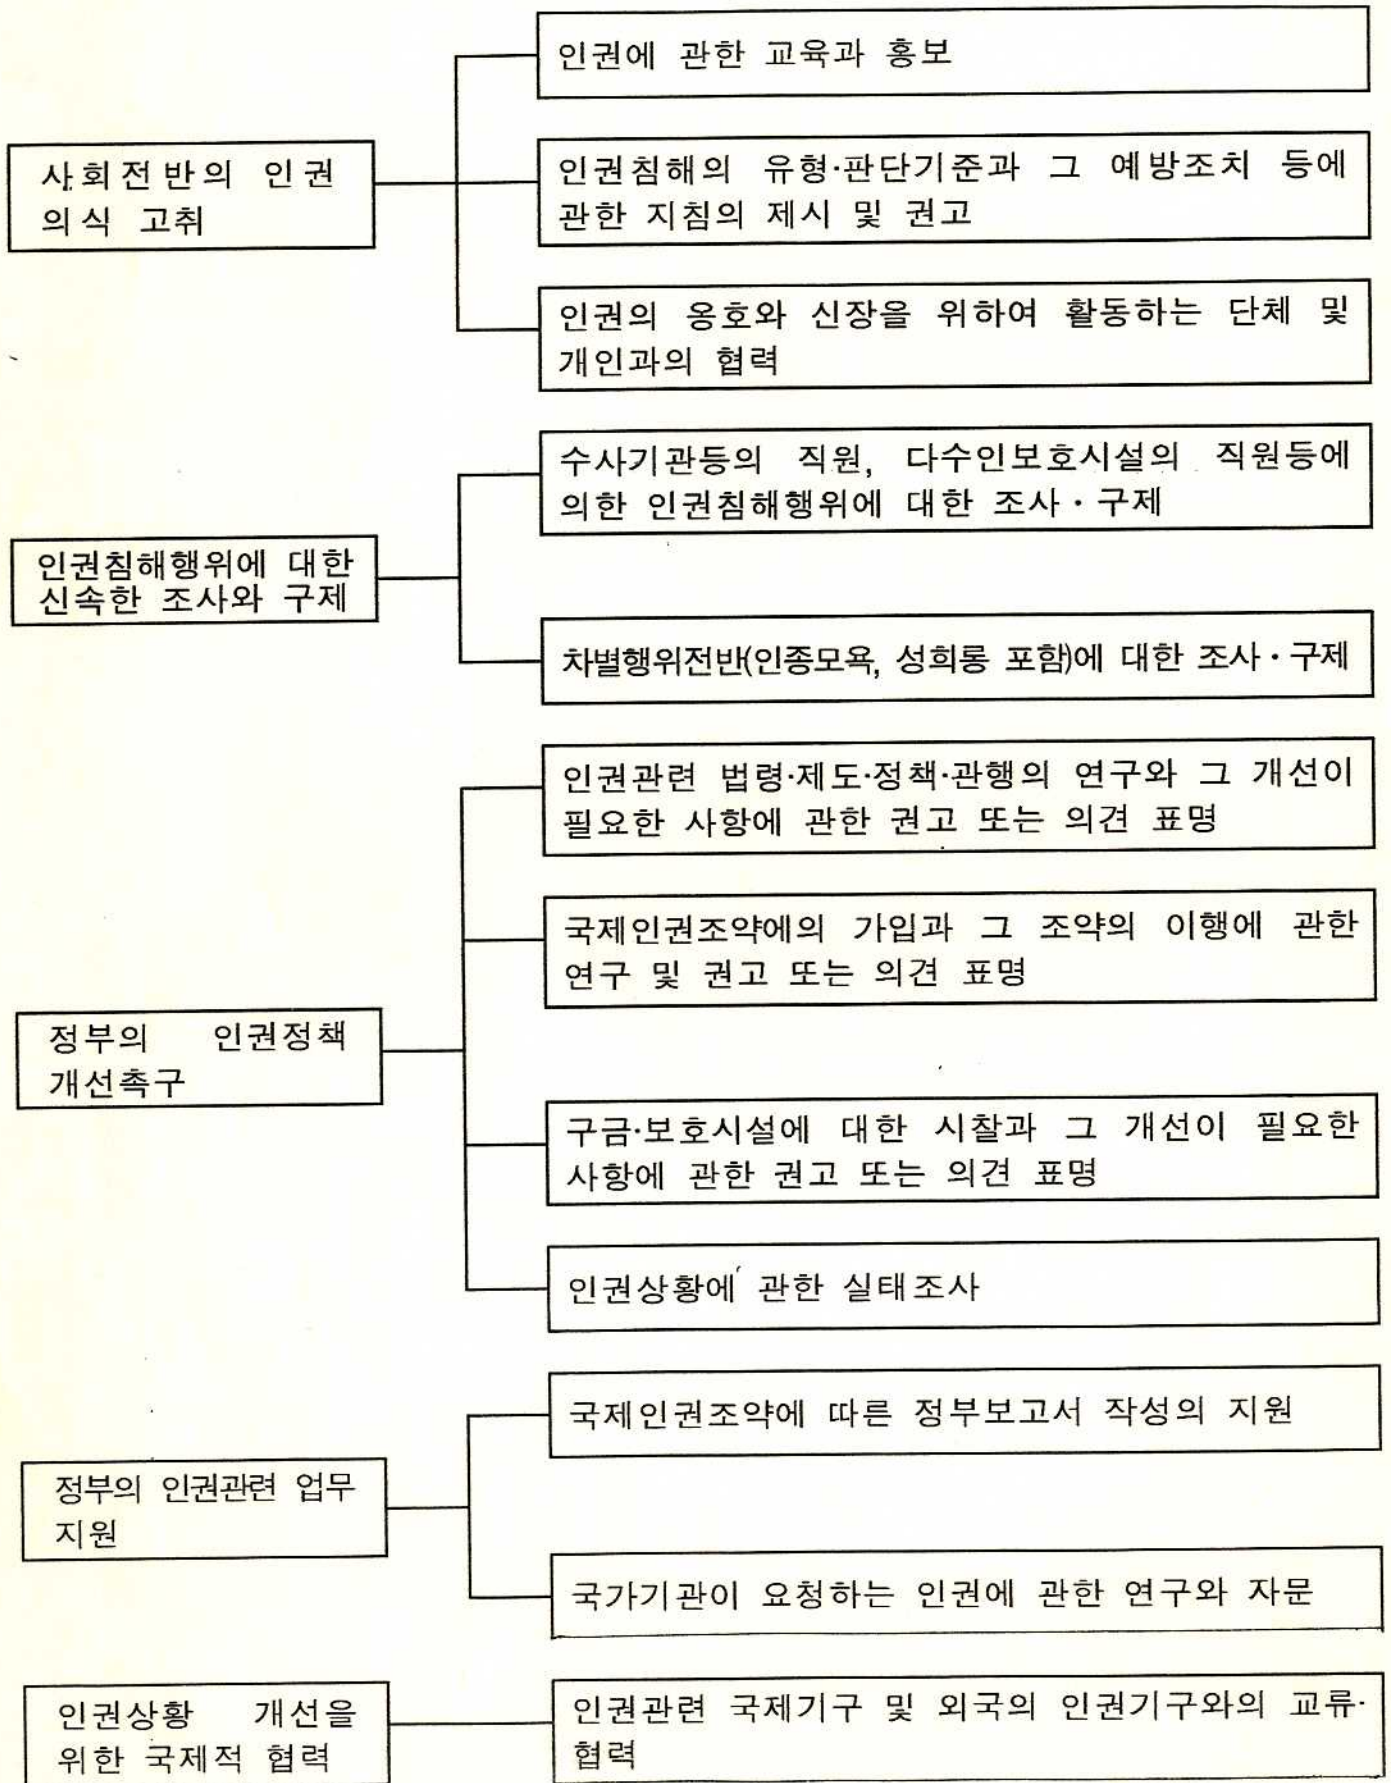 인권에 관한 교육과 홍보
사회전반의 인권
의식 고취
인권침해의 유형·판단기준과 그 예방조치 등에
관한 지침의 제시 및 권고
인권의 옹호와 신장을 위하여 활동하는 단체 및
개인과의 협력
수사기관등의 직원, 다수인보호시설의 직원등에
의한 인권침해행위에 대한 조사·구제
인권침해행위에 대한
신속한 조사와 구제
차별행위전반(인종모욕, 성희롱 포함)에 대한 조사·구제
인권관련 법령·제도·정책·관행의 연구와 그 개선이
필요한 사항에 관한 권고 또는 의견 표명
국제인권조약에의 가입과 그 조약의 이행에 관한
연구 및 권고 또는 의견 표명
정부의 인권정책
개선촉구
구금·보호시설에 대한 시찰과 그 개선이 필요한
사항에 관한 권고 또는 의견 표명
인권상황에 관한 실태조사
국제인권조약에 따른 정부보고서 작성의 지원
정부의 인권관련 업무
지원
국가기관이 요청하는 인권에 관한 연구와 자문
인권상황 개선을
위한 국제적 협력
인권관련 국제기구 및 외국의 인권기구와의 교류·
협력